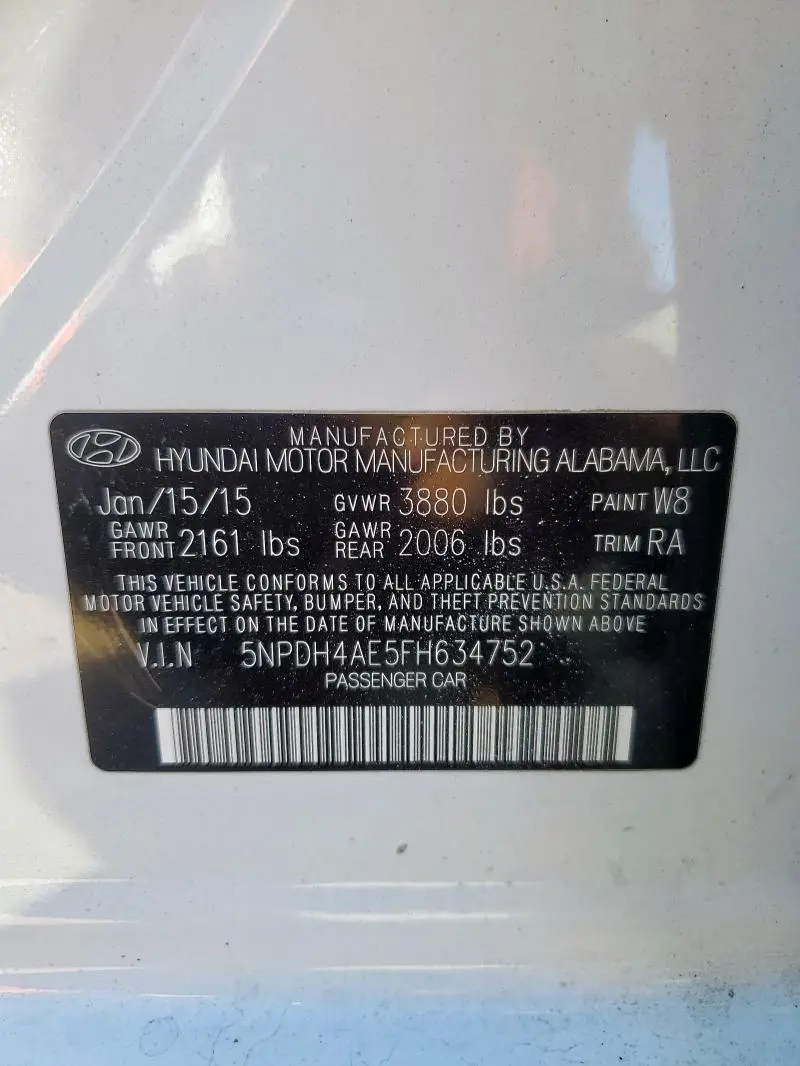 MANUFACTURED BY
HYUNDAI MOTOR MANUFACTURING ALABAMA, LLC
Jan/15/15 GVWR 3880 lbs PAINT W8
GAWR FRONT 2161 lbs GAWR REAR 2006 lbs TRIM RA
THIS VEHICLE CONFORMS TO ALL APPLICABLE U.S.A. FEDERAL
MOTOR VEHICLE SAFETY, BUMPER, AND THEFT PREVENTION STANDARDS
IN EFFECT ON THE DATE OF MANUFACTURE SHOWN ABOVE
V.I.N 5NPDH4AE5FH634752
PASSENGER CAR